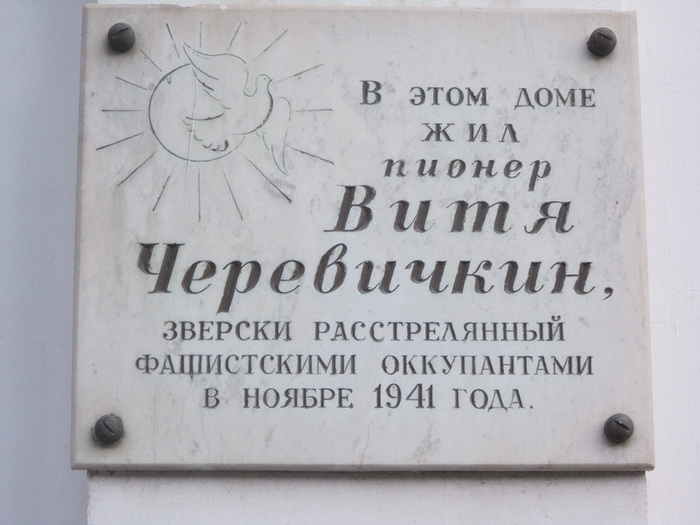 В ЭТОМ ДОМЕ
ЖИЛ
пионер
Витя
Черевичкин,
ЗВЕРСКИ РАССТРЕЛЯННЫЙ
ФАШИСТСКИМИ ОККУПАНТАМИ
В НОЯБРЕ 1941 ГОДА.